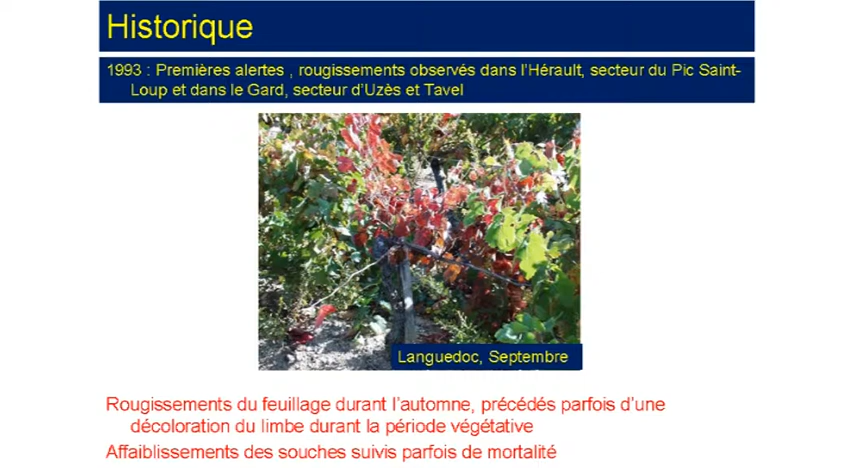 Historique
1993 : Premières alertes , rougissements observés dans l'Hérault, secteur du Pic Saint-
Loup et dans le Gard, secteur d'Uzès et Tavel
Languedoc, Septembre
Rougissements du feuillage durant l'automne, précédés parfois d'une
décoloration du limbe durant la période végétative
Affaiblissements des souches suivis parfois de mortalité